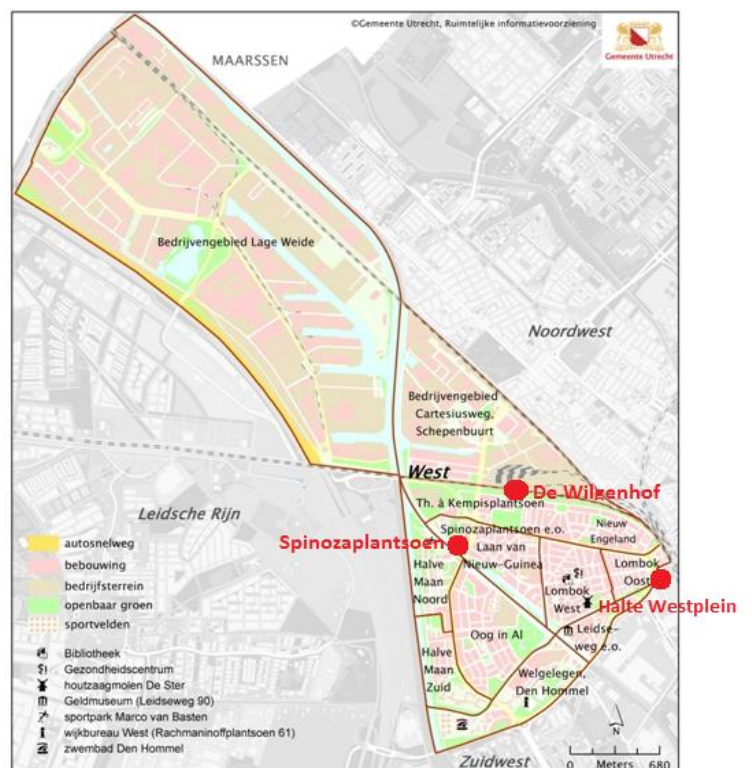 ©Gemeente Utrecht, Ruimtelijke informatievoorziening
Gemeente Utrecht
MAARSSEN
Bedrijvengebied Lage Weide
Noordwest
Bedrijvengebied
Cartesiusweg,
Schepenbuurt
West
De Wilgenhof
Th. à Kempisplantsoen
Leidsche Rijn
Spinozaplantsoen e.o.
Nieuw
Engeland
Spinozaplantsoen
Laan van
Nieuw-Guinea
Halve
Maan
Noord
Lombok
Oost
Lombok
West
Halte Westplein
Leidse-
weg e.o.
Oog in Al
Halve
Maan
Zuid
Welgelegen,
Den Hommel
Zuidwest
autosnelweg
bebouwing
bedrijfsterrein
openbaar groen
sportvelden
Bibliotheek
Gezondheidscentrum
houtzaagmolen De Ster
Geldmuseum (Leidseweg 90)
sportpark Marco van Basten
wijkbureau West (Rachmaninoffplantsoen 61)
zwembad Den Hommel
N
0 Meters 680